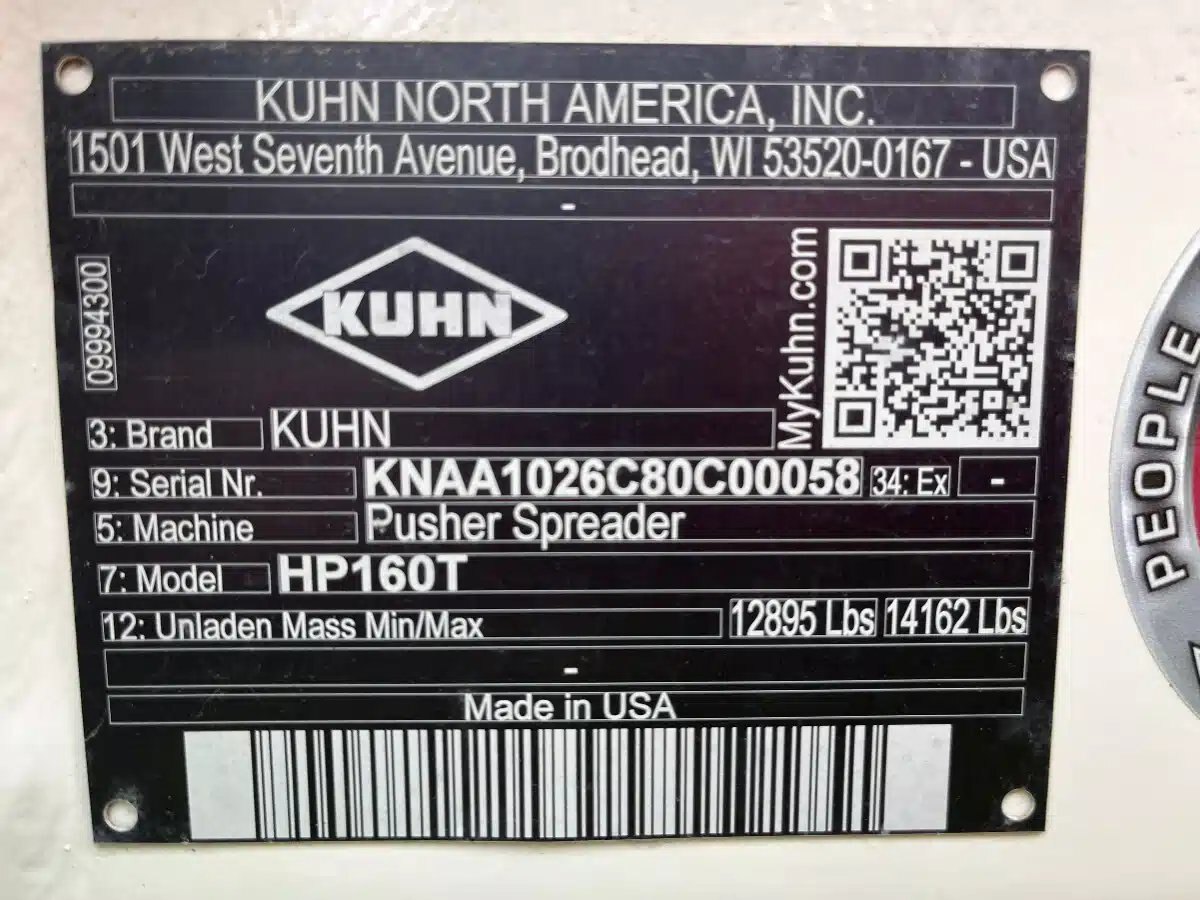 KUHN NORTH AMERICA, INC.
1501 West Seventh Avenue, Brodhead, WI 53520-0167 - USA
-
09994300
KUHN
MyKuhn.com
3: Brand KUHN
9: Serial Nr. KNAA1026C80C00058 34: Ex -
5: Machine Pusher Spreader
7: Model HP160T
12: Unladen Mass Min/Max 12895 Lbs 14162 Lbs
-
Made in USA
PEOPLE